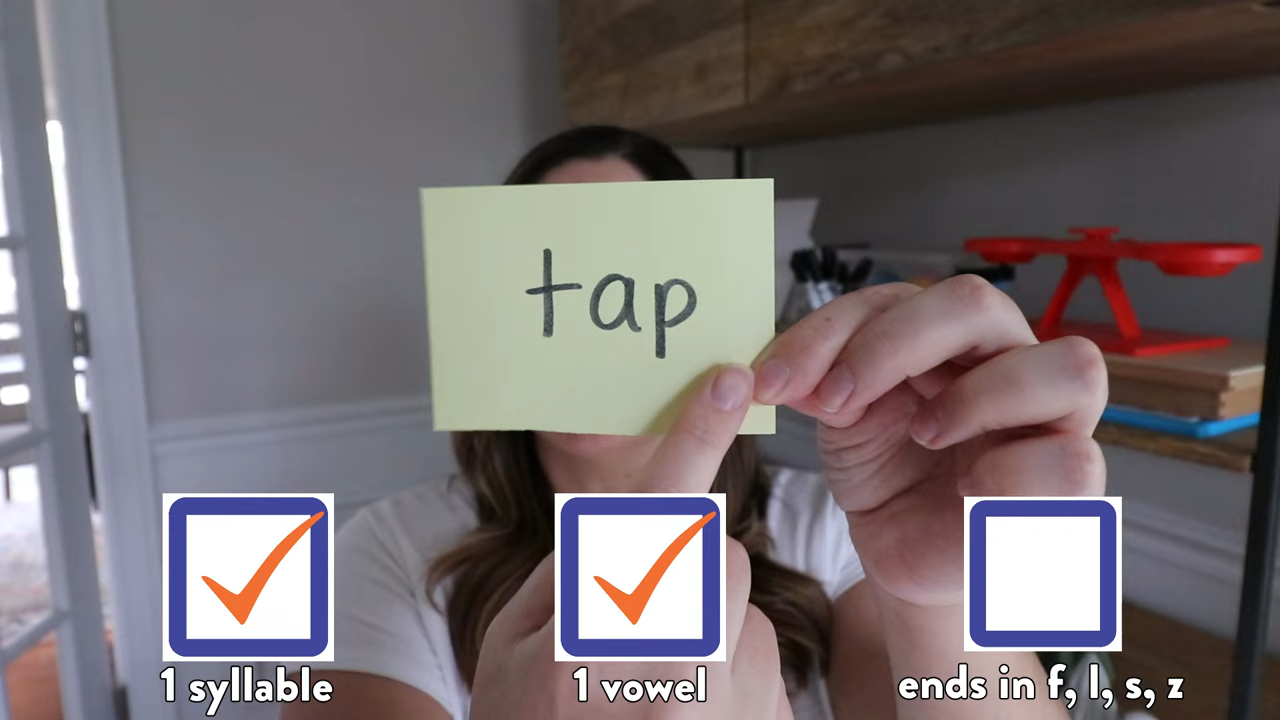 tap
1 syllable
1 vowel
ends in f, l, s, z